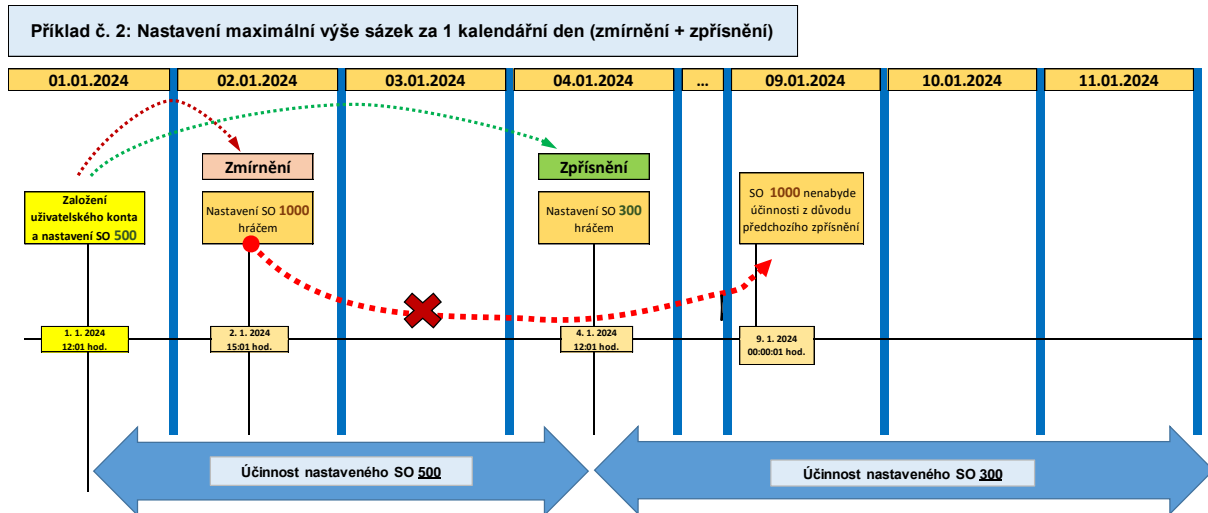 Příklad č. 2: Nastavení maximální výše sázek za 1 kalendářní den (zmírnění + zpřísnění)
01.01.2024 02.01.2024 03.01.2024 04.01.2024 ... 09.01.2024 10.01.2024 11.01.2024
Zmírnění
Zpřísnění
Založení
uživatelského konta
a nastavení SO 500
Nastavení SO 1000
hráčem
Nastavení SO 300
hráčem
SO 1000 nenabyde
účinnosti z důvodu
předchozího zpřísnění
1. 1. 2024
12:01 hod.
2. 1. 2024
15:01 hod.
4. 1. 2024
12:01 hod.
9. 1. 2024
00:00:01 hod.
Účinnost nastaveného SO 500
Účinnost nastaveného SO 300